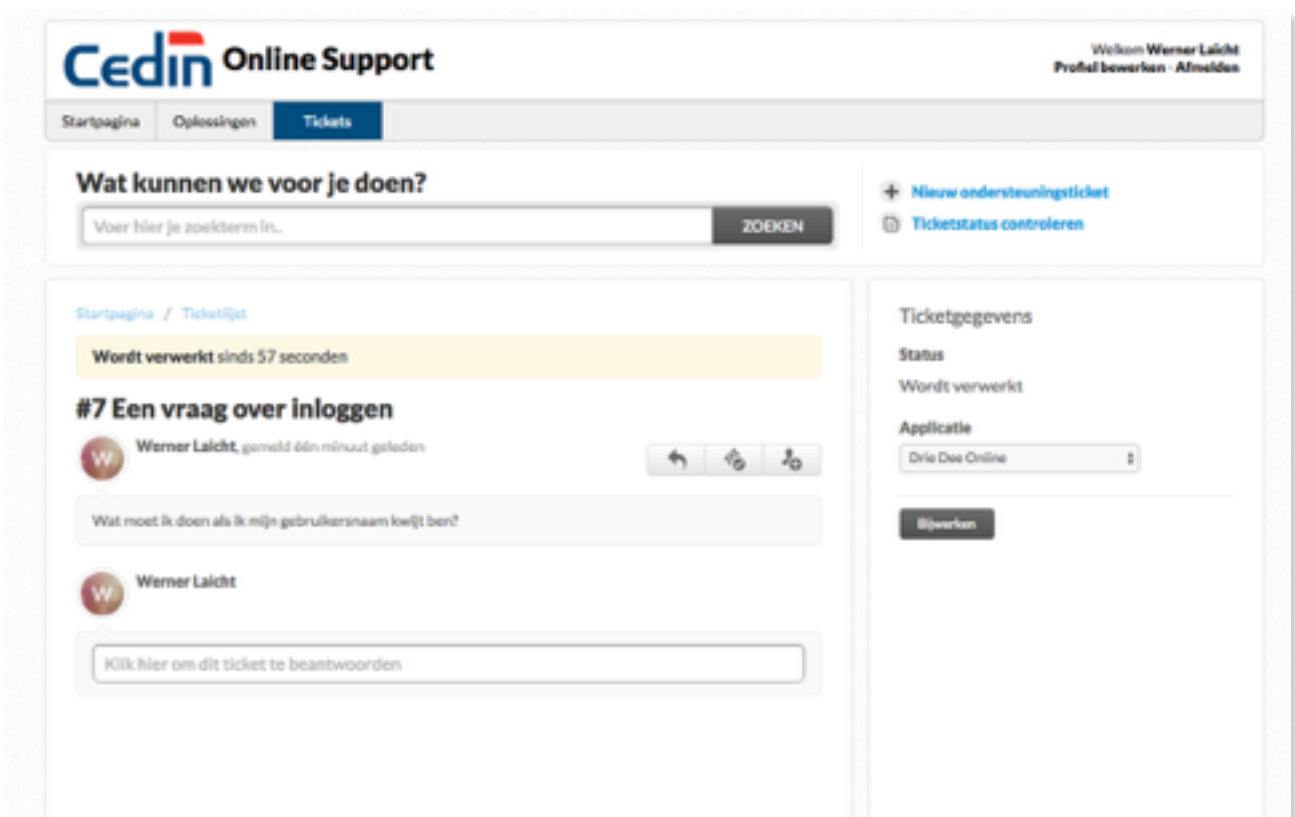 Cedin Online Support
Welkom Werner Laicht
Profiel bewerken - Afmelden
Startpagina Oplossingen Tickets
Wat kunnen we voor je doen?
Voer hier je zoekterm in..
ZOEKEN
Nieuw ondersteuningsticket
Ticketstatus controleren
Startpagina / Ticketlijst
Wordt verwerkt sinds 57 seconden
#7 Een vraag over inloggen
W
Werner Laicht, gemeld één minuut geleden
Wat moet ik doen als ik mijn gebruikersnaam kwijt ben?
W
Werner Laicht
Klik hier om dit ticket te beantwoorden
Ticketgegevens
Status
Wordt verwerkt
Applicatie
Drie Dee Online
Bijwerken